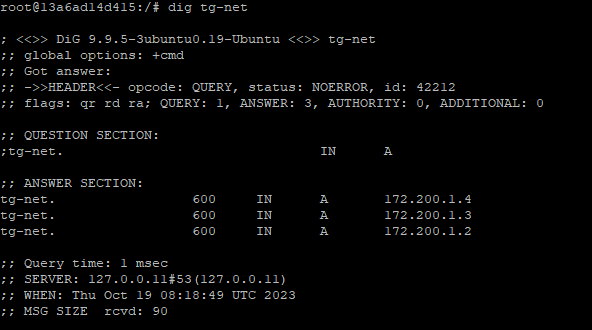 root@13a6ad14d415:/# dig tg-net
; <<>> DiG 9.9.5-3ubuntu0.19-Ubuntu <<>> tg-net
;; global options: +cmd
;; Got answer:
;; ->>HEADER<<- opcode: QUERY, status: NOERROR, id: 42212
;; flags: qr rd ra; QUERY: 1, ANSWER: 3, AUTHORITY: 0, ADDITIONAL: 0
;; QUESTION SECTION:
;tg-net. IN A
;; ANSWER SECTION:
tg-net. 600 IN A 172.200.1.4
tg-net. 600 IN A 172.200.1.3
tg-net. 600 IN A 172.200.1.2
;; Query time: 1 msec
;; SERVER: 127.0.0.11#53(127.0.0.11)
;; WHEN: Thu Oct 19 08:18:49 UTC 2023
;; MSG SIZE rcvd: 90